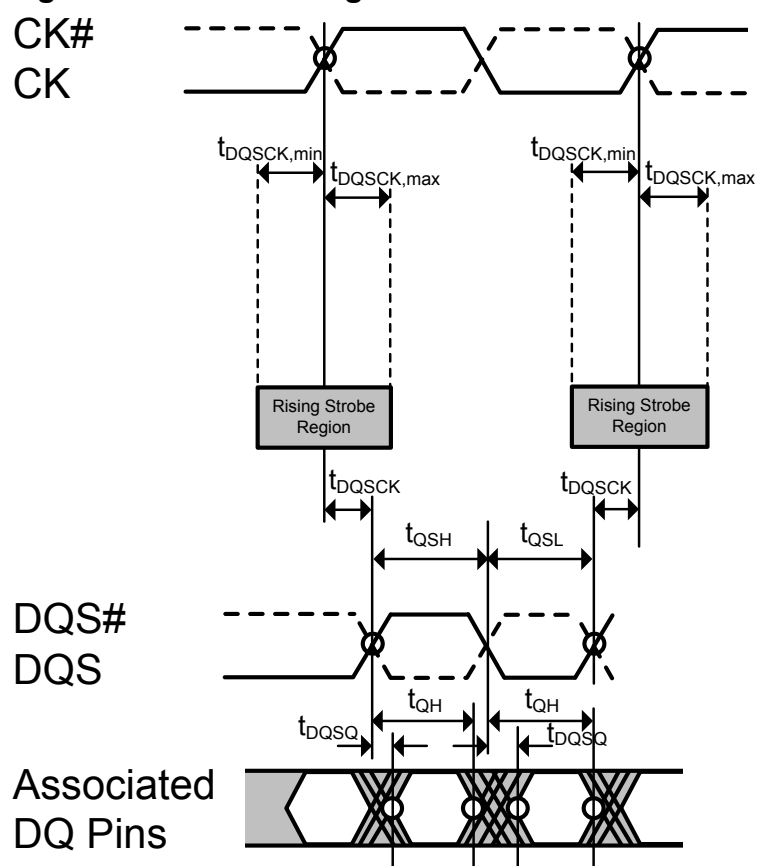 CK#
CK
tDQSCK,min
tDQSCK,max
tDQSCK,min
tDQSCK,max
Rising Strobe
Region
Rising Strobe
Region
tDQSCK
tDQSCK
tQSH
tQSL
DQS#
DQS
tQH
tQH
tDQSQ
tDQSQ
Associated
DQ Pins